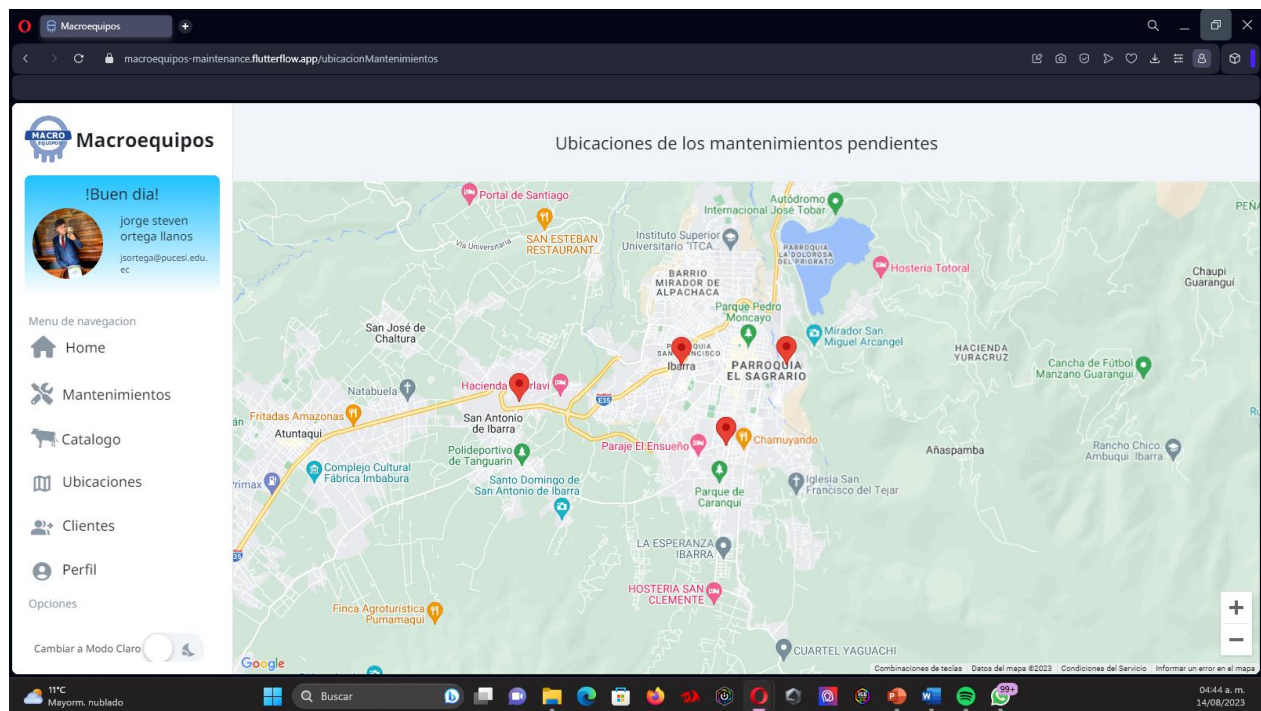 Macroequipos
macroequipos-maintenance.flutterflow.app/ubicacionMantenimientos
MACRO
EQUIPOS
Macroequipos
!Buen dia!
jorge steven
ortega llanos
jsortega@pucesi.edu.
ec
Menu de navegacion
Home
Mantenimientos
Catalogo
Ubicaciones
Clientes
Perfil
Opciones
Cambiar a Modo Claro
Ubicaciones de los mantenimientos pendientes
Portal de Santiago
Autódromo
Internacional José Tobar
PEÑ
Vía Universitaria
SAN ESTEBAN
RESTAURANT...
Instituto Superior
Universitario "ITCA...
PARROQUIA
LA DOLOROSA
DEL PRIORATO
Hosteria Totoral
BARRIO
MIRADOR DE
ALPACHACA
Chaupi
Guaranguí
Parque Pedro
Moncayo
San José de
Chaltura
Mirador San
Miguel Arcangel
HACIENDA
YURACRUZ
Ibarra
PARROQUIA
EL SAGRARIO
Cancha de Fútbol
Manzano Guarangui
Natabuela
Hacienda
E35
Fritadas Amazonas
Atuntaqui
San Antonio
de Ibarra
Polideportivo
de Tanguarin
Paraje El Ensueño
Chamuyando
Añaspamba
Rancho Chico
Ambuqui. Ibarra
Complejo Cultural
Fábrica Imbabura
Primax
Santo Domingo de
San Antonio de Ibarra
Parque de
Caranqui
Iglesia San
Francisco del Tejar
LA ESPERANZA
IBARRA
35
HOSTERIA SAN
CLEMENTE
Finca Agroturística
Pumamaqui
CUARTEL YAGUACHI
Google
Combinaciones de teclas
Datos del mapa ©2023
Condiciones del Servicio
Informar un error en el mapa
11°C
Mayorm. nublado
Buscar
99+
04:44 a. m.
14/08/2023